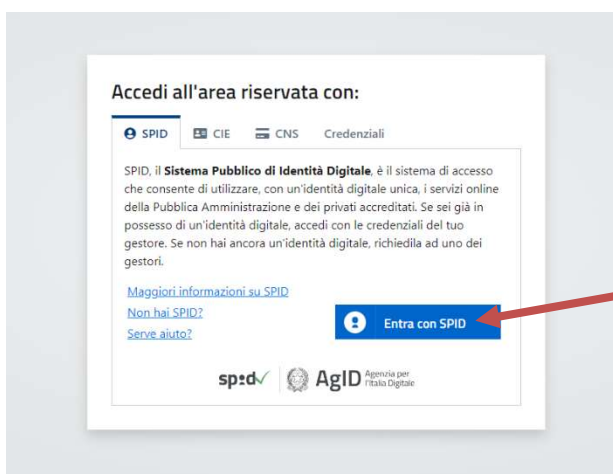 Accedi all'area riservata con:
SPID CIE CNS Credenziali
SPID, il Sistema Pubblico di Identità Digitale, è il sistema di accesso
che consente di utilizzare, con un'identità digitale unica, i servizi online
della Pubblica Amministrazione e dei privati accreditati. Se sei già in
possesso di un'identità digitale, accedi con le credenziali del tuo
gestore. Se non hai ancora un'identità digitale, richiedila ad uno dei
gestori.
Maggiori informazioni su SPID
Non hai SPID?
Serve aiuto?
Entra con SPID
spid AgID Agenzia per
l'Italia Digitale